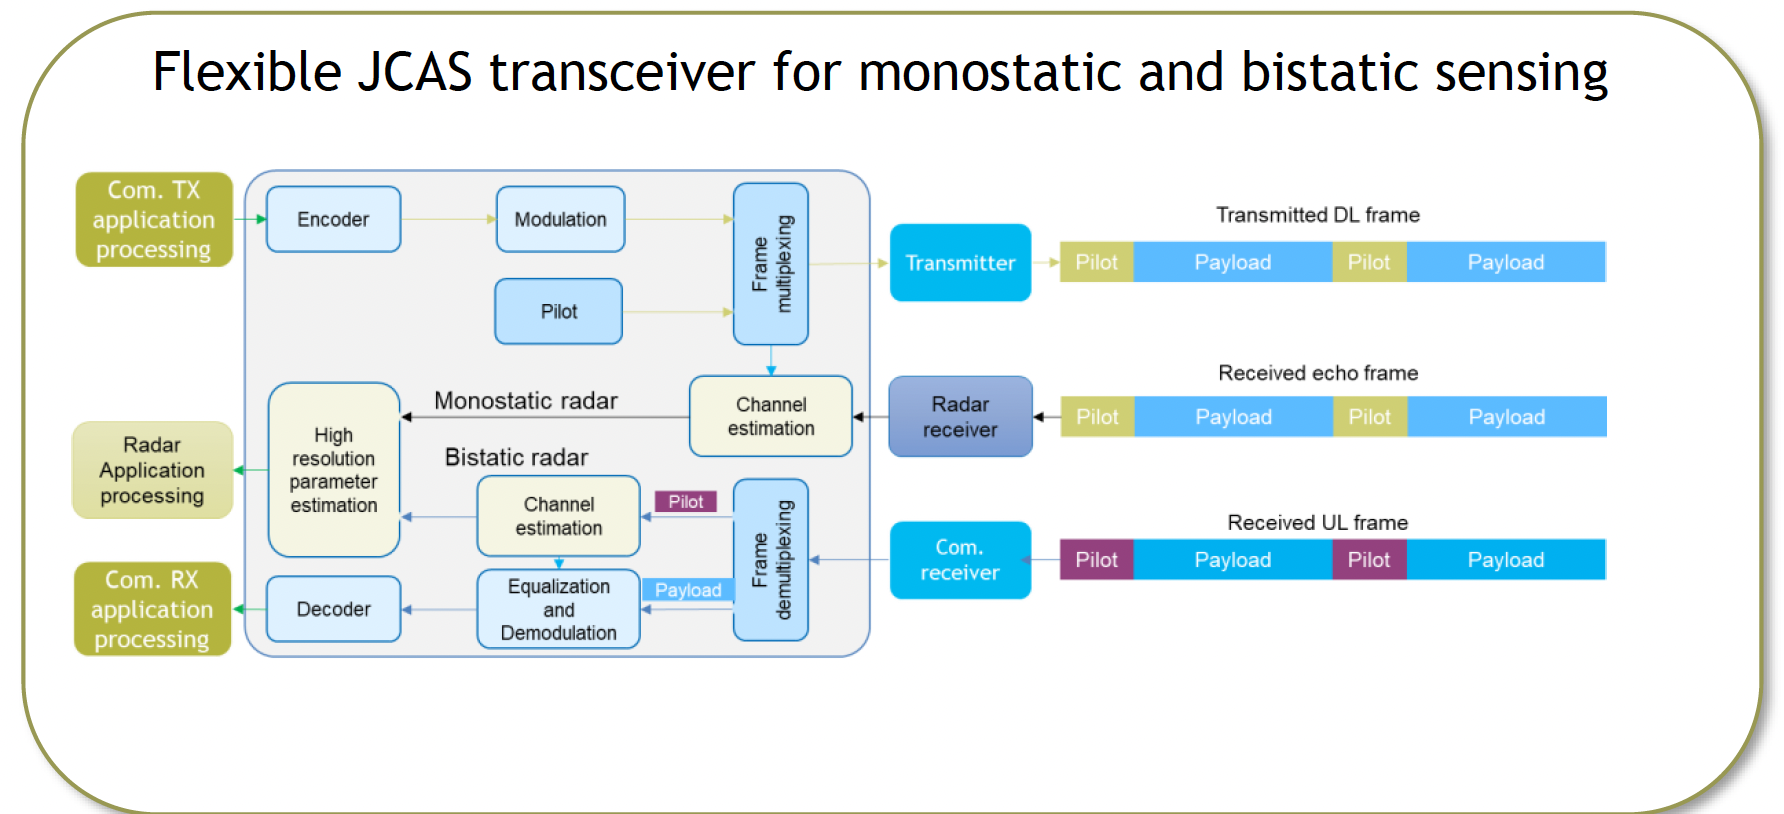 Flexible JCAS transceiver for monostatic and bistatic sensing
Com. TX
application
processing
Encoder
Modulation
Pilot
Frame
multiplexing
Transmitter
Transmitted DL frame
Pilot
Payload
Pilot
Payload
High
resolution
parameter
estimation
Monostatic radar
Channel
estimation
Radar
receiver
Received echo frame
Pilot
Payload
Pilot
Payload
Radar
Application
processing
Bistatic radar
Channel
estimation
Pilot
Frame
demultiplexing
Com.
receiver
Received UL frame
Pilot
Payload
Pilot
Payload
Com. RX
application
processing
Decoder
Equalization
and
Demodulation
Payload